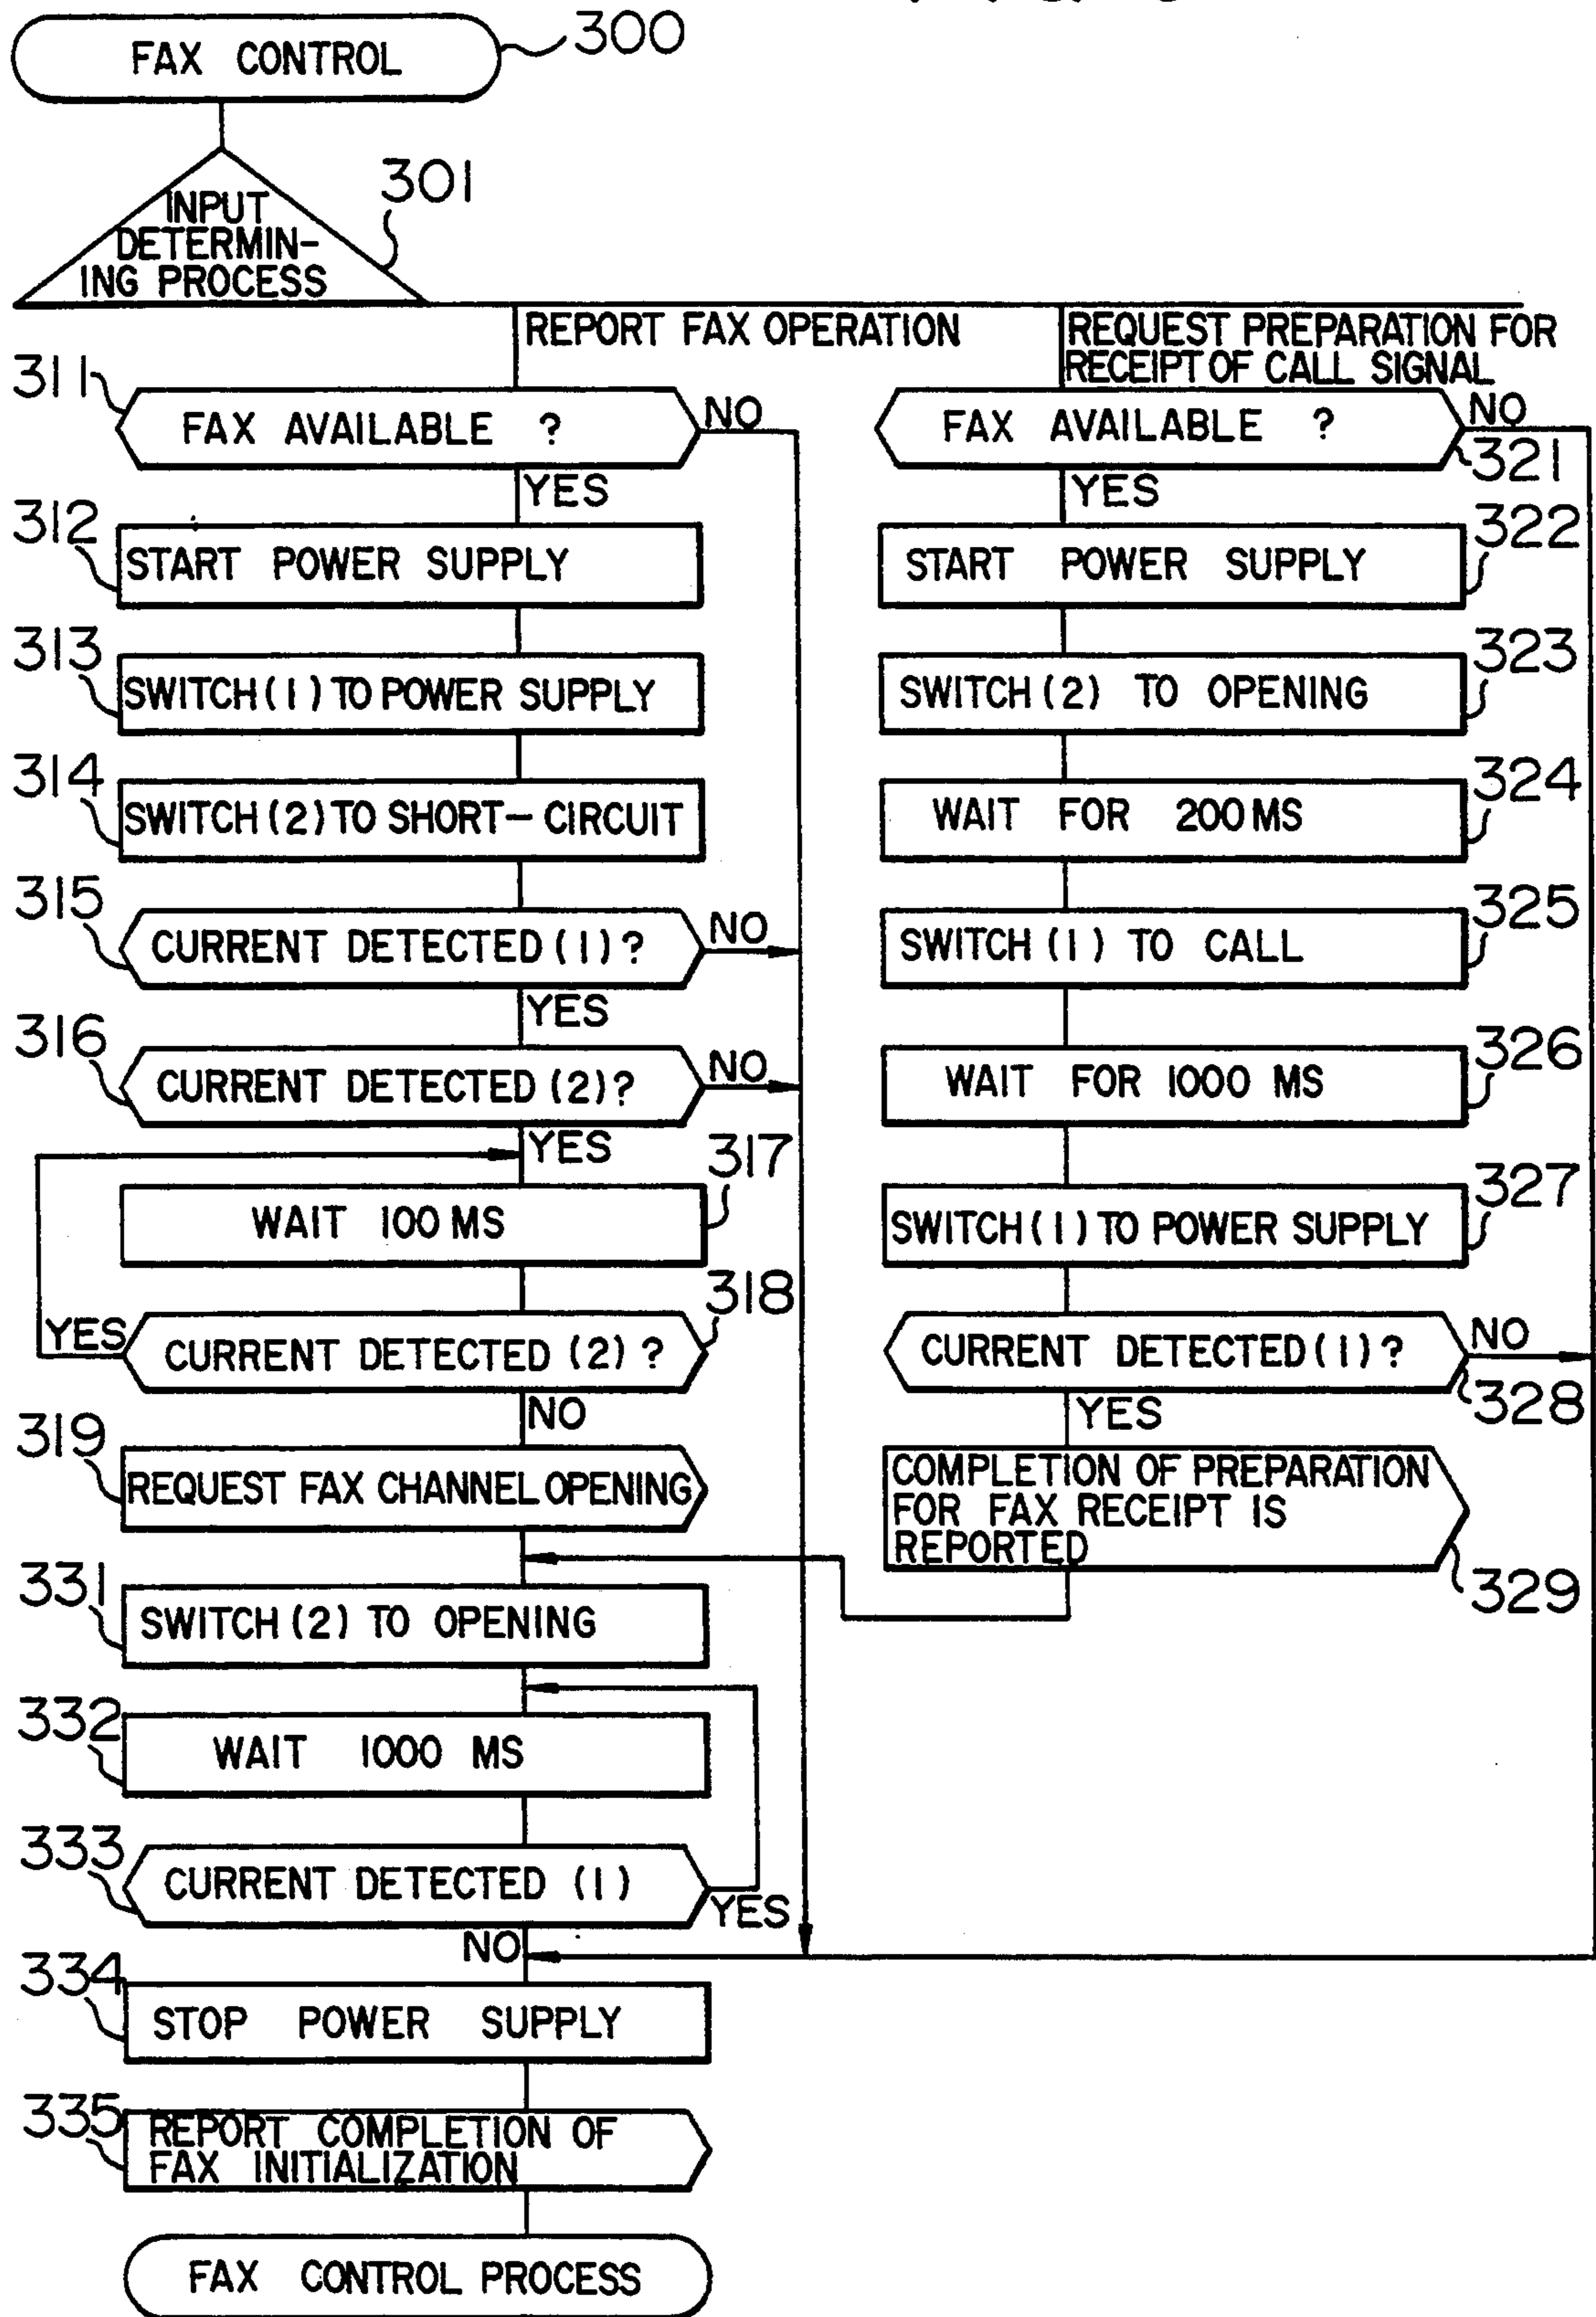 300
FAX CONTROL
301
INPUT
DETERMIN-
ING PROCESS
REPORT FAX OPERATION
311
FAX AVAILABLE ?
NO
YES
312
START POWER SUPPLY
313
SWITCH(1) TO POWER SUPPLY
314
SWITCH(2) TO SHORT-CIRCUIT
315
CURRENT DETECTED(1)?
NO
YES
316
CURRENT DETECTED (2)?
NO
YES
317
WAIT 100 MS
318
YES
CURRENT DETECTED (2) ?
NO
319
REQUEST FAX CHANNEL OPENING
REQUEST PREPARATION FOR
RECEIPT OF CALL SIGNAL
FAX AVAILABLE ?
NO
321
YES
322
START POWER SUPPLY
323
SWITCH(2) TO OPENING
324
WAIT FOR 200 MS
325
SWITCH (1) TO CALL
326
WAIT FOR 1000 MS
327
SWITCH(1) TO POWER SUPPLY
CURRENT DETECTED(1)?
NO
328
YES
COMPLETION OF PREPARATION
FOR FAX RECEIPT IS
REPORTED
329
331
SWITCH (2) TO OPENING
332
WAIT 1000 MS
333
CURRENT DETECTED (1)
YES
NO
334
STOP POWER SUPPLY
335
REPORT COMPLETION OF
FAX INITIALIZATION
FAX CONTROL PROCESS